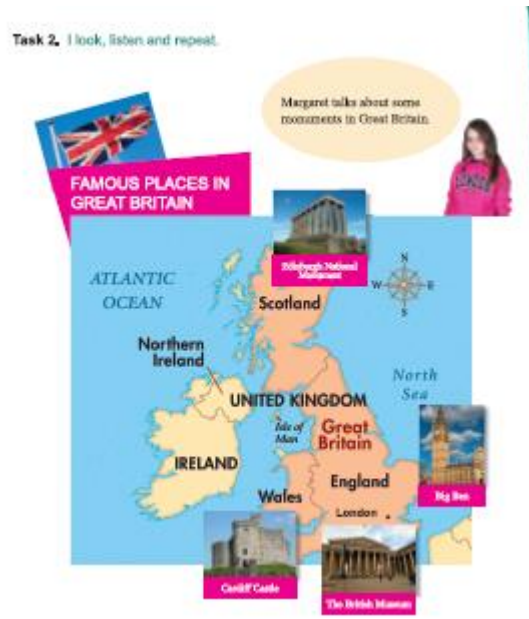 Task 2. I look, listen and repeat.
Margaret talks about some
monuments in Great Britain.
FAMOUS PLACES IN
GREAT BRITAIN
Edinburgh National
Monument
ATLANTIC
OCEAN
Scotland
N
W
E
S
Northern
Ireland
North
Sea
UNITED KINGDOM
Isle of
Man
Great
Britain
IRELAND
England
Big Ben
Wales
London
Cardiff Castle
The British Museum